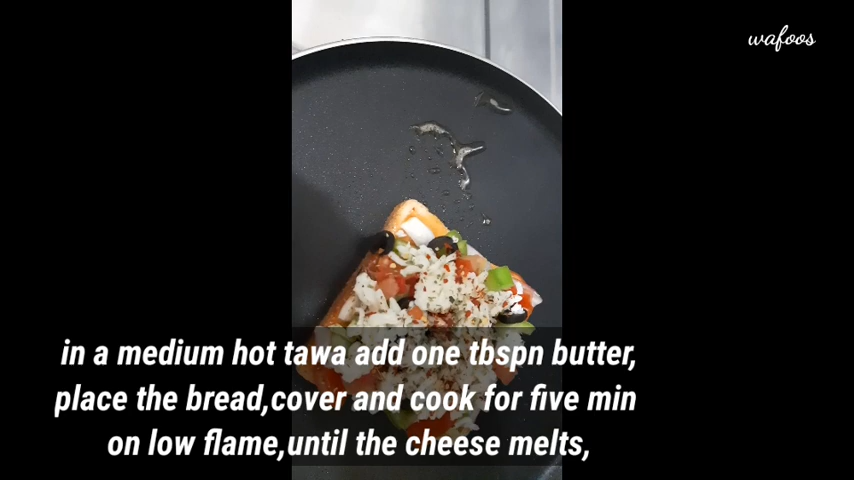 wafoos
in a medium hot tawa add one tbspn butter,
place the bread,cover and cook for five min
on low flame,until the cheese melts,